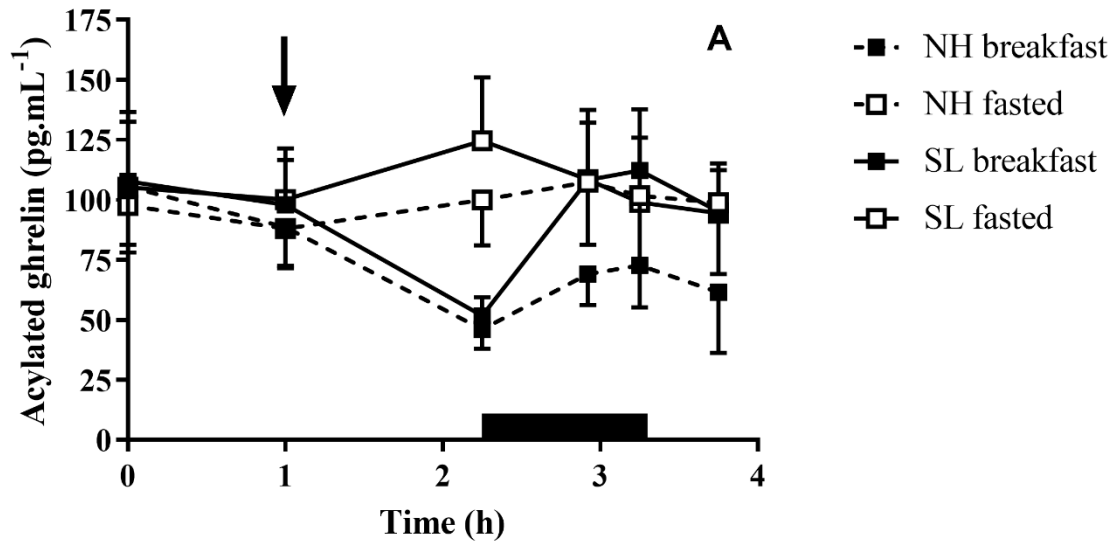 A
Acylated ghrelin (pg.mL⁻¹)
175
150
125
100
75
50
25
0
0
1
2
3
4
Time (h)
NH breakfast
NH fasted
SL breakfast
SL fasted